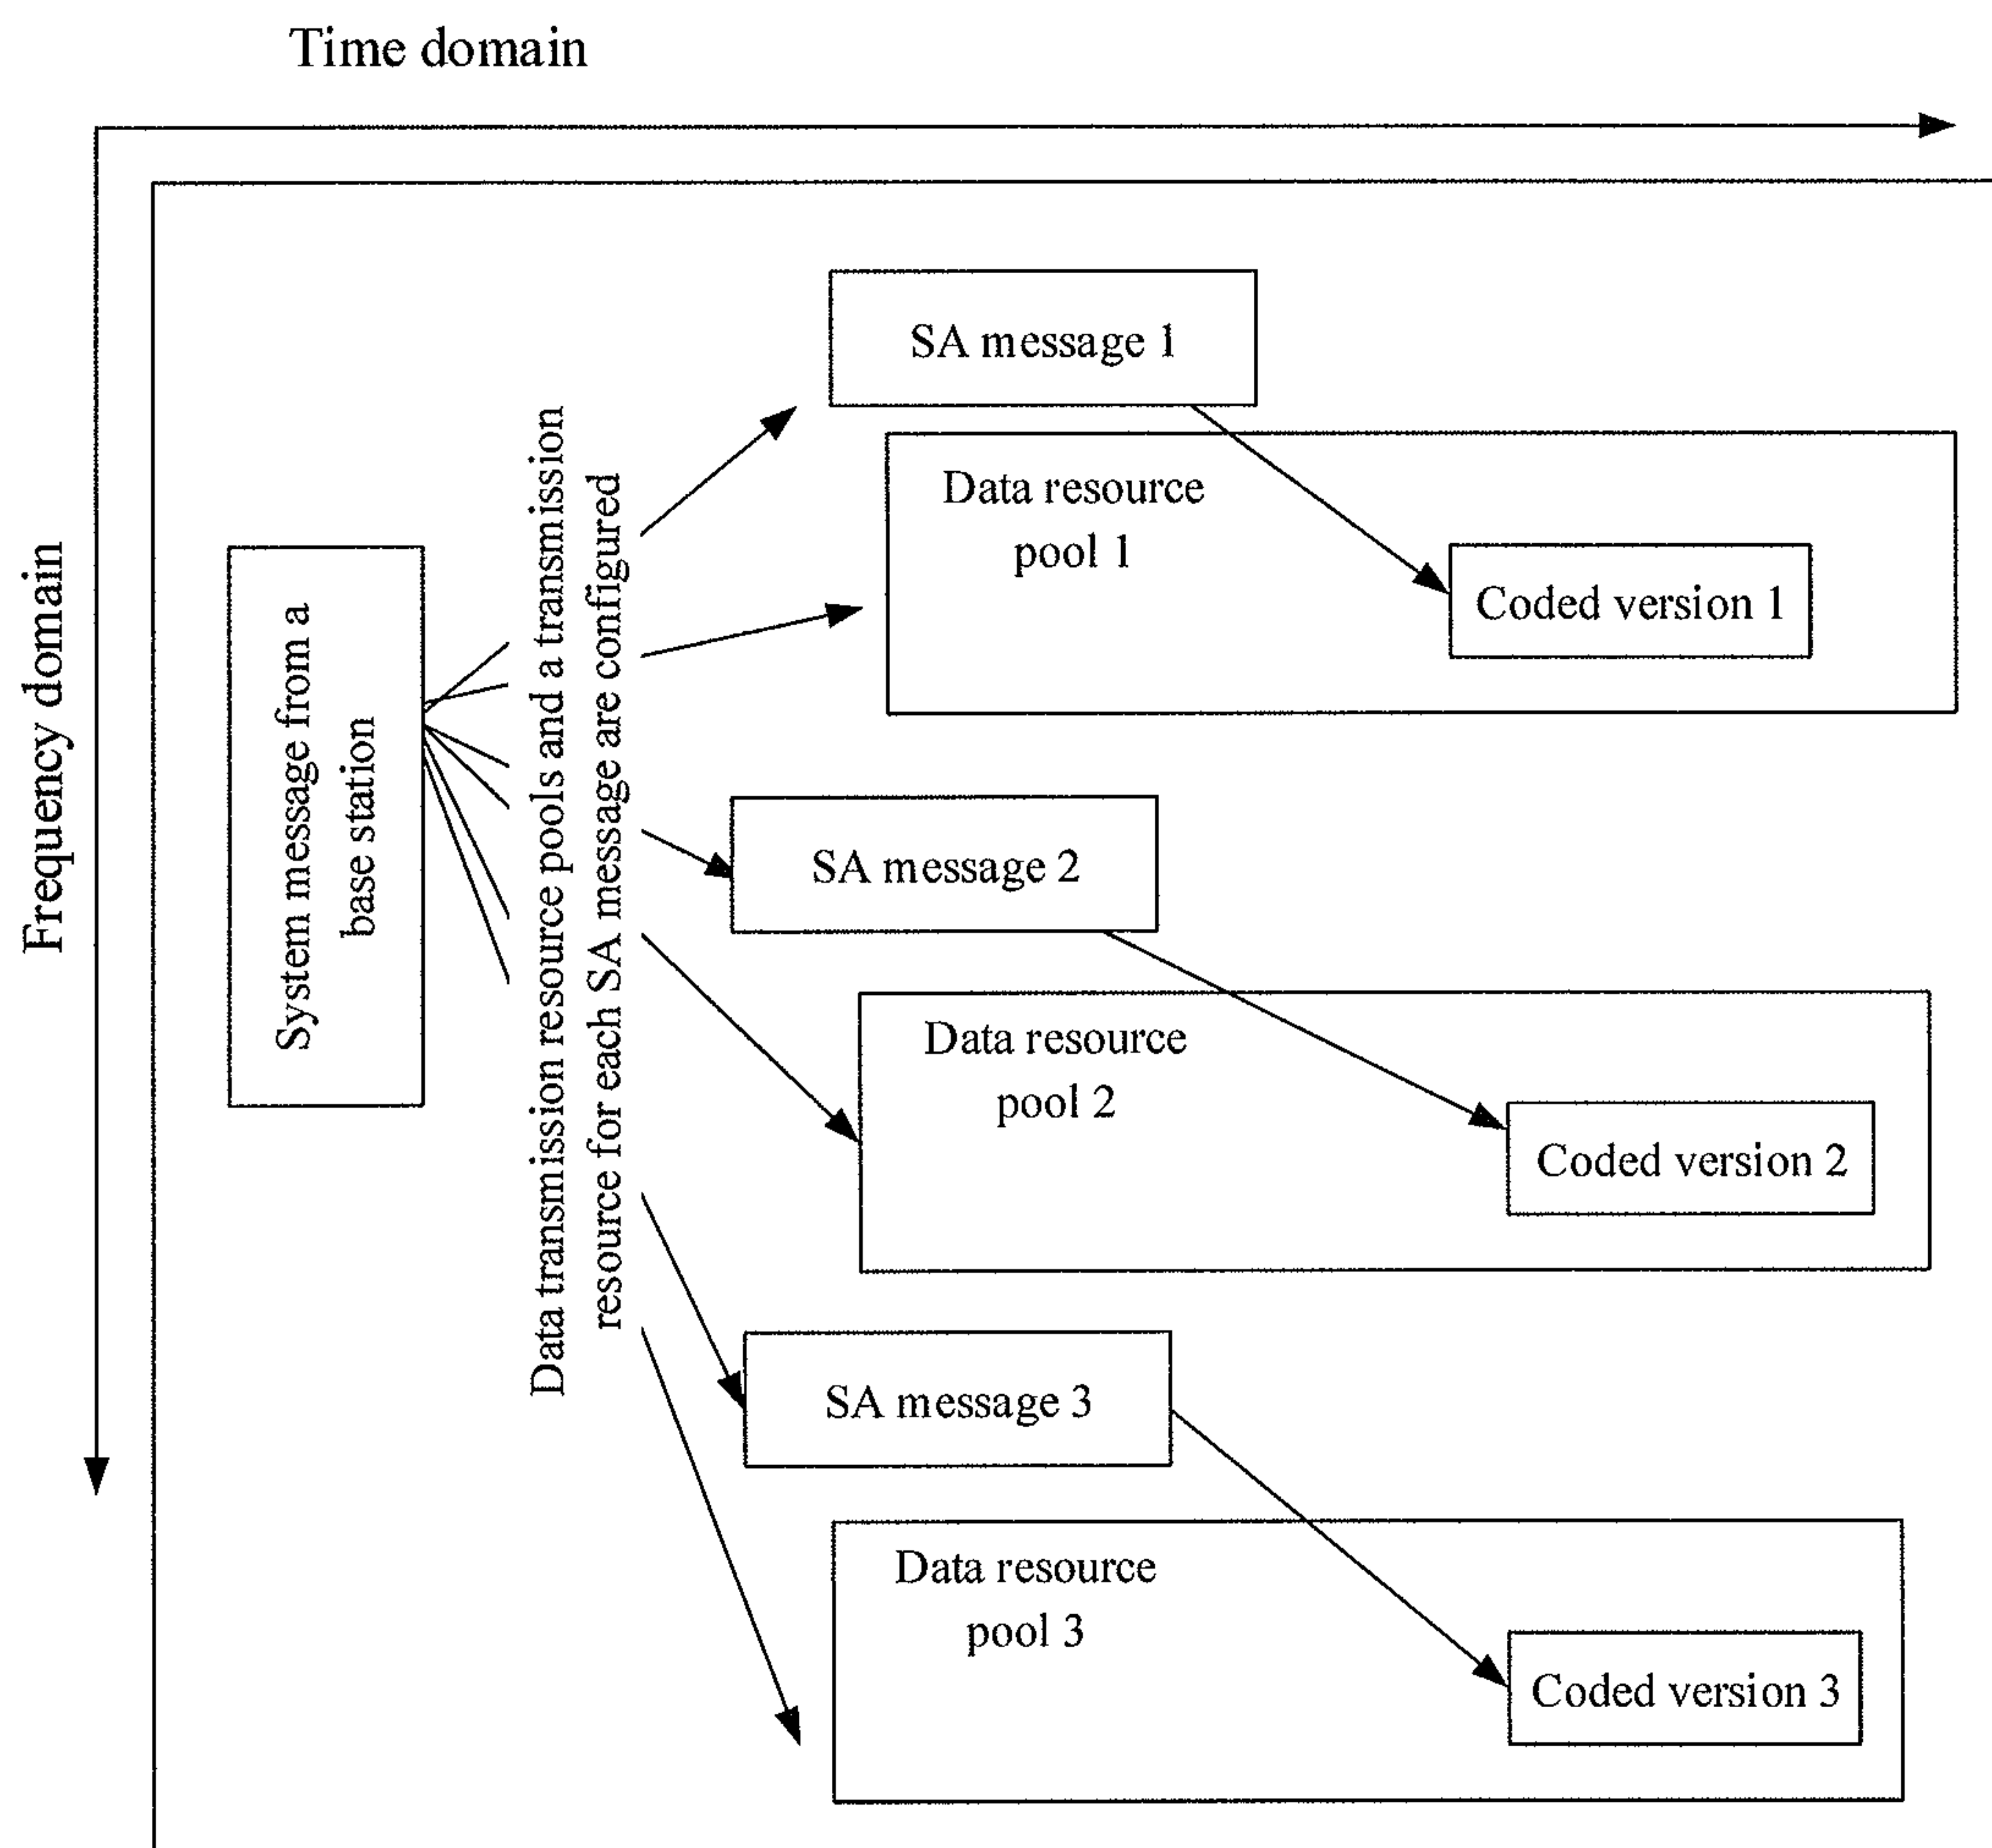 Time domain
Frequency domain
System message from a
base station
Data transmission resource pools and a transmission
resource for each SA message are configured
SA message 1
Data resource
pool 1
Coded version 1
SA message 2
Data resource
pool 2
Coded version 2
SA message 3
Data resource
pool 3
Coded version 3